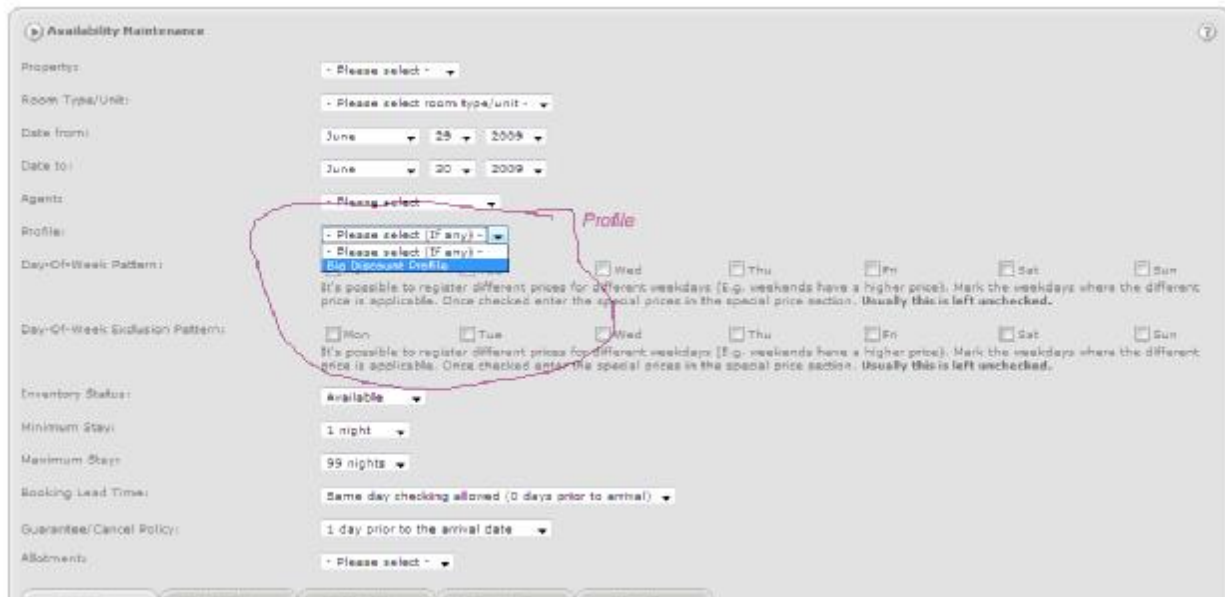 Availability Maintenance
?
Property:
- Please select -
Room Type/Unit:
- Please select room type/unit -
Date from:
June 29 2009
Date to:
June 30 2009
Agent:
- Please select
Profile:
- Please select (If any) -
- Please select (If any) -
Big Discount Profile
Profile
Day-Of-Week Pattern:
Wed Thu Fri Sat Sun
It's possible to register different prices for different weekdays (E.g. weekends have a higher price). Mark the weekdays where the different
price is applicable. Once checked enter the special prices in the special price section. Usually this is left unchecked.
Day-Of-Week Exclusion Pattern:
Mon Tue Wed Thu Fri Sat Sun
It's possible to register different prices for different weekdays (E.g. weekends have a higher price). Mark the weekdays where the different
price is applicable. Once checked enter the special prices in the special price section. Usually this is left unchecked.
Inventory Status:
Available
Minimum Stay:
1 night
Maximum Stay:
99 nights
Booking Lead Time:
Same day checking allowed (0 days prior to arrival)
Guarantee/Cancel Policy:
1 day prior to the arrival date
Allotment:
- Please select -